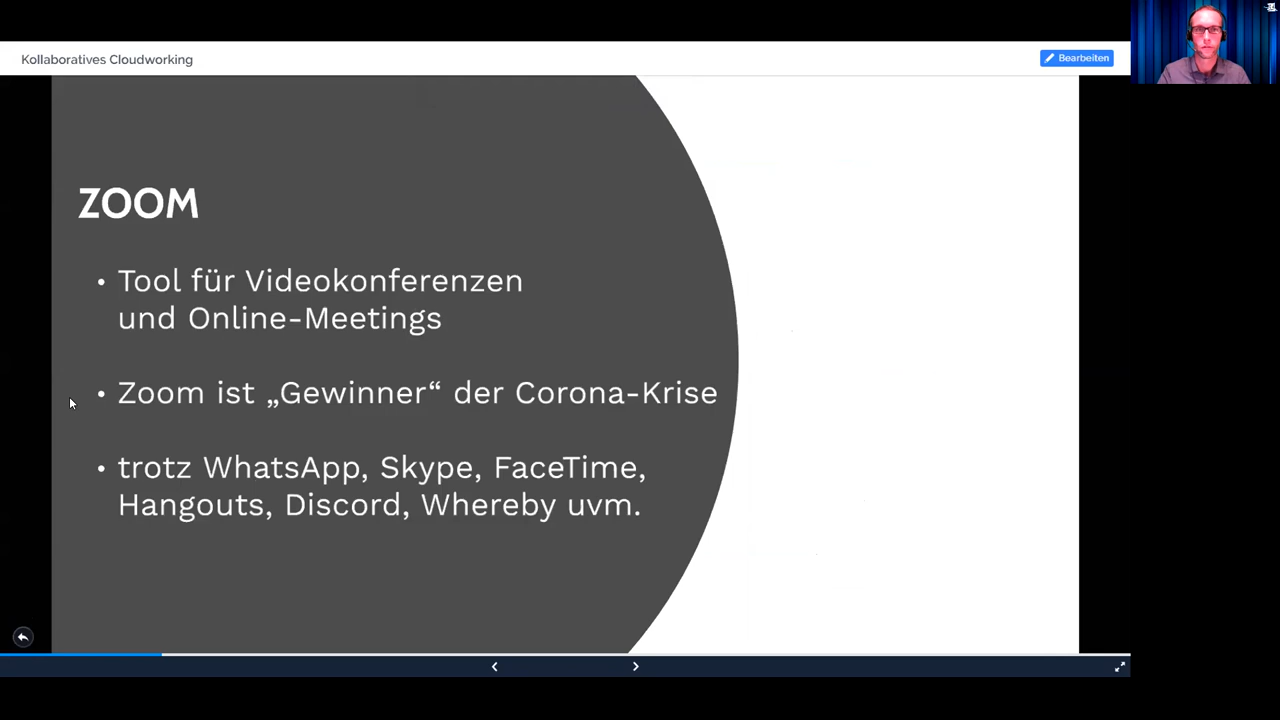 Kollaboratives Cloudworking
Bearbeiten
ZOOM
• Tool für Videokonferenzen
und Online-Meetings
• Zoom ist „Gewinner“ der Corona-Krise
• trotz WhatsApp, Skype, FaceTime,
Hangouts, Discord, Whereby uvm.